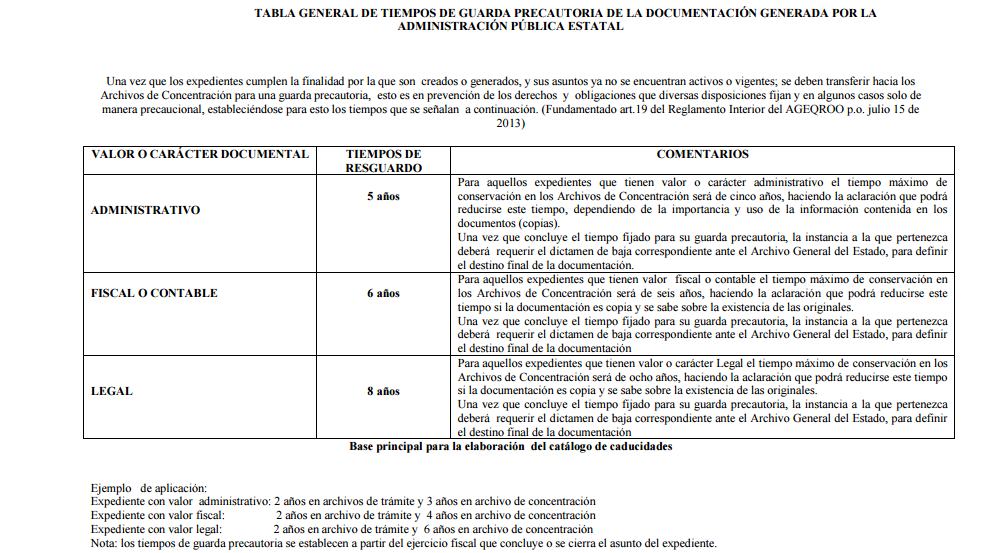 TABLA GENERAL DE TIEMPOS DE GUARDA PRECAUTORIA DE LA DOCUMENTACIÓN GENERADA POR LA
ADMINISTRACIÓN PÚBLICA ESTATAL
Una vez que los expedientes cumplen la finalidad por la que son creados o generados, y sus asuntos ya no se encuentran activos o vigentes; se deben transferir hacia los
Archivos de Concentración para una guarda precautoria, esto es en prevención de los derechos y obligaciones que diversas disposiciones fijan y en algunos casos solo de
manera precaucional, estableciéndose para esto los tiempos que se señalan a continuación. (Fundamentado art.19 del Reglamento Interior del AGEQROO p.o. julio 15 de
2013)
VALOR O CARÁCTER DOCUMENTAL
TIEMPOS DE
RESGUARDO
COMENTARIOS
ADMINISTRATIVO
5 años
Para aquellos expedientes que tienen valor o carácter administrativo el tiempo máximo de
conservación en los Archivos de Concentración será de cinco años, haciendo la aclaración que podrá
reducirse este tiempo, dependiendo de la importancia y uso de la información contenida en los
documentos (copias).
Una vez que concluye el tiempo fijado para su guarda precautoria, la instancia a la que pertenezca
deberá requerir el dictamen de baja correspondiente ante el Archivo General del Estado, para definir
el destino final de la documentación.
FISCAL O CONTABLE
6 años
Para aquellos expedientes que tienen valor fiscal o contable el tiempo máximo de conservación en
los Archivos de Concentración será de seis años, haciendo la aclaración que podrá reducirse este
tiempo si la documentación es copia y se sabe sobre la existencia de las originales.
Una vez que concluye el tiempo fijado para su guarda precautoria, la instancia a la que pertenezca
deberá requerir el dictamen de baja correspondiente ante el Archivo General del Estado, para definir
el destino final de la documentación
LEGAL
8 años
Para aquellos expedientes que tienen valor o carácter Legal el tiempo máximo de conservación en los
Archivos de Concentración será de ocho años, haciendo la aclaración que podrá reducirse este tiempo
si la documentación es copia y se sabe sobre la existencia de las originales.
Una vez que concluye el tiempo fijado para su guarda precautoria, la instancia a la que pertenezca
deberá requerir el dictamen de baja correspondiente ante el Archivo General del Estado, para definir
el destino final de la documentación
Base principal para la elaboración del catálogo de caducidades
Ejemplo de aplicación:
Expediente con valor administrativo: 2 años en archivos de trámite y 3 años en archivo de concentración
Expediente con valor fiscal: 2 años en archivo de trámite y 4 años en archivo de concentración
Expediente con valor legal: 2 años en archivo de trámite y 6 años en archivo de concentración
Nota: los tiempos de guarda precautoria se establecen a partir del ejercicio fiscal que concluye o se cierra el asunto del expediente.